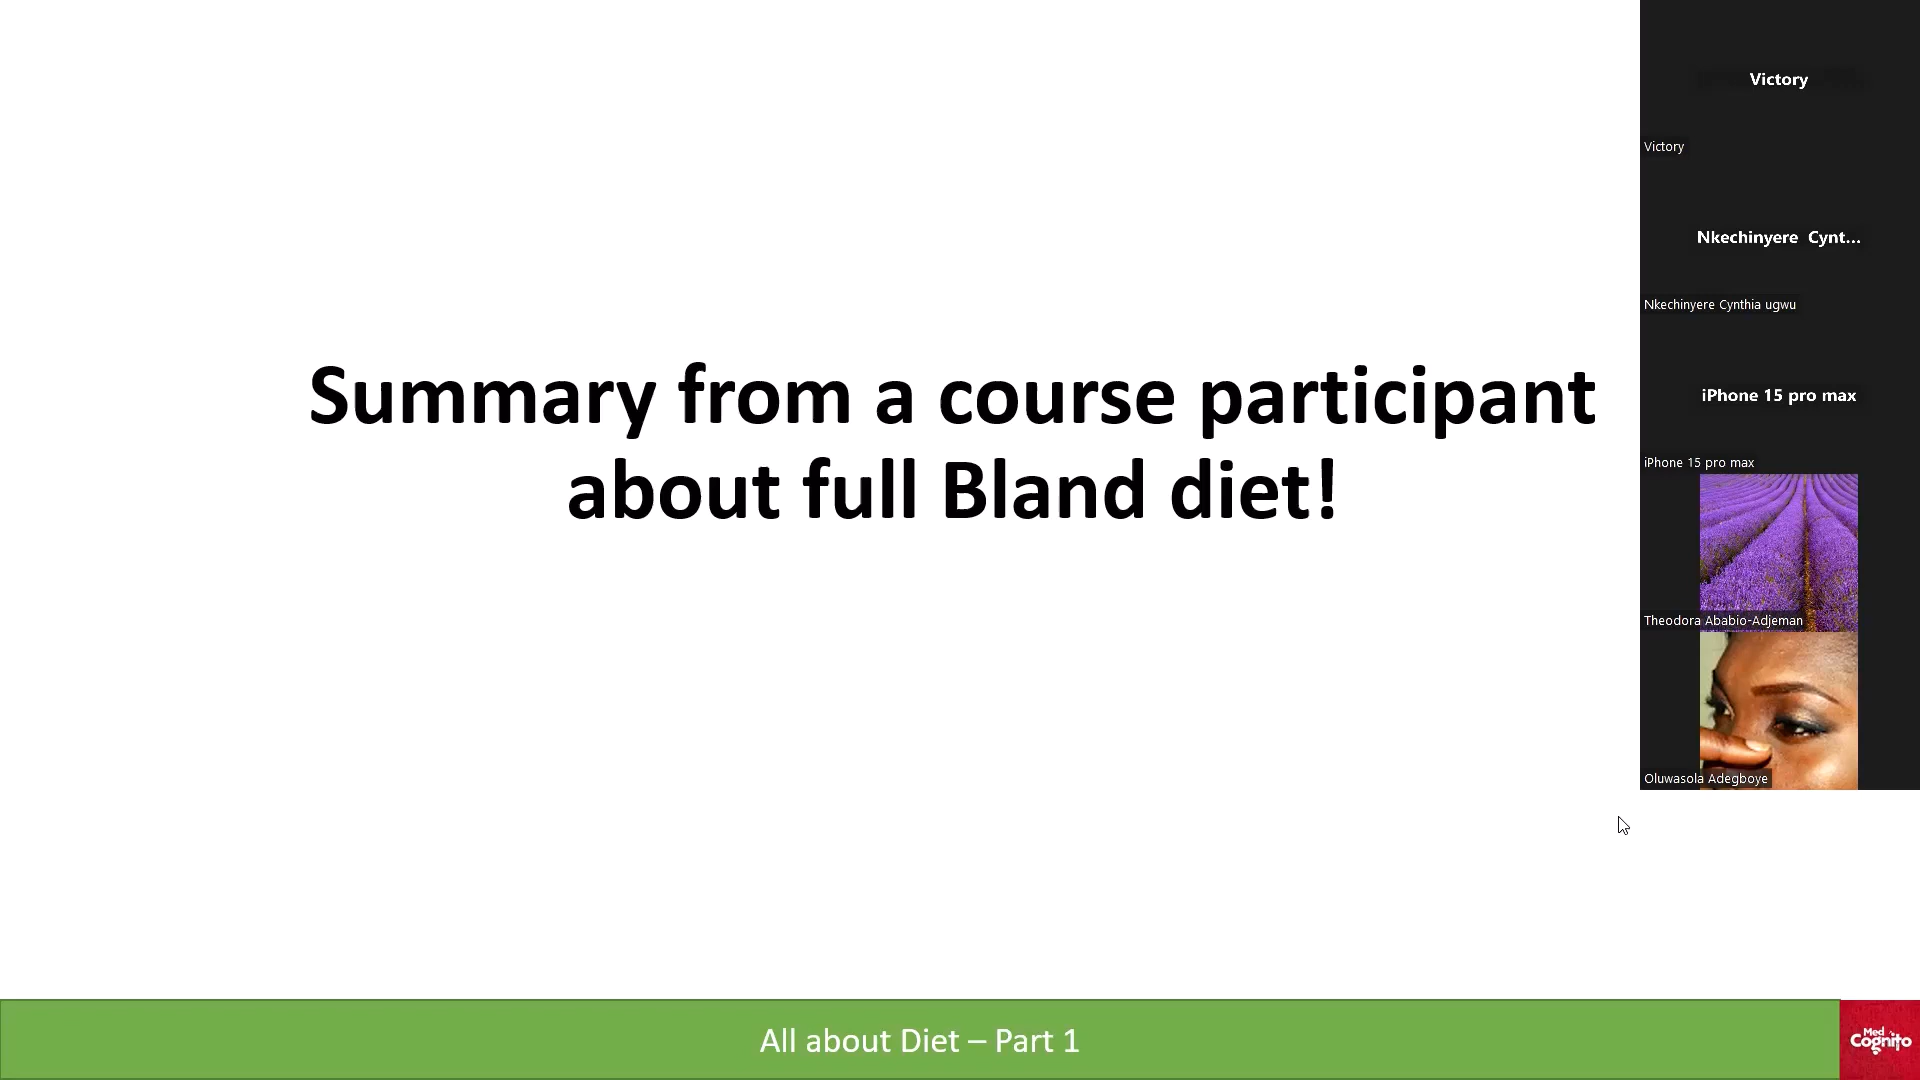 Summary from a course participant
about full Bland diet!
Victory
Victory
Nkechinyere Cynt...
Nkechinyere Cynthia ugwu
iPhone 15 pro max
iPhone 15 pro max
Theodora Ababio-Adjeman
Oluwasola Adegboye
All about Diet – Part 1
Med
Cognito